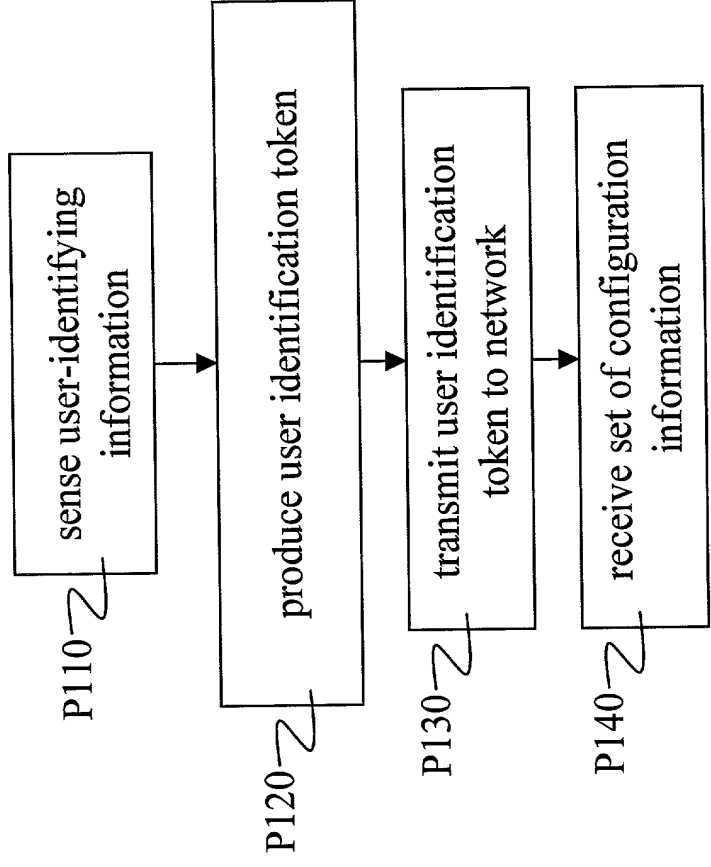 P110
sense user-identifying
information
P120
produce user identification token
P130
transmit user identification
token to network
P140
receive set of configuration
information